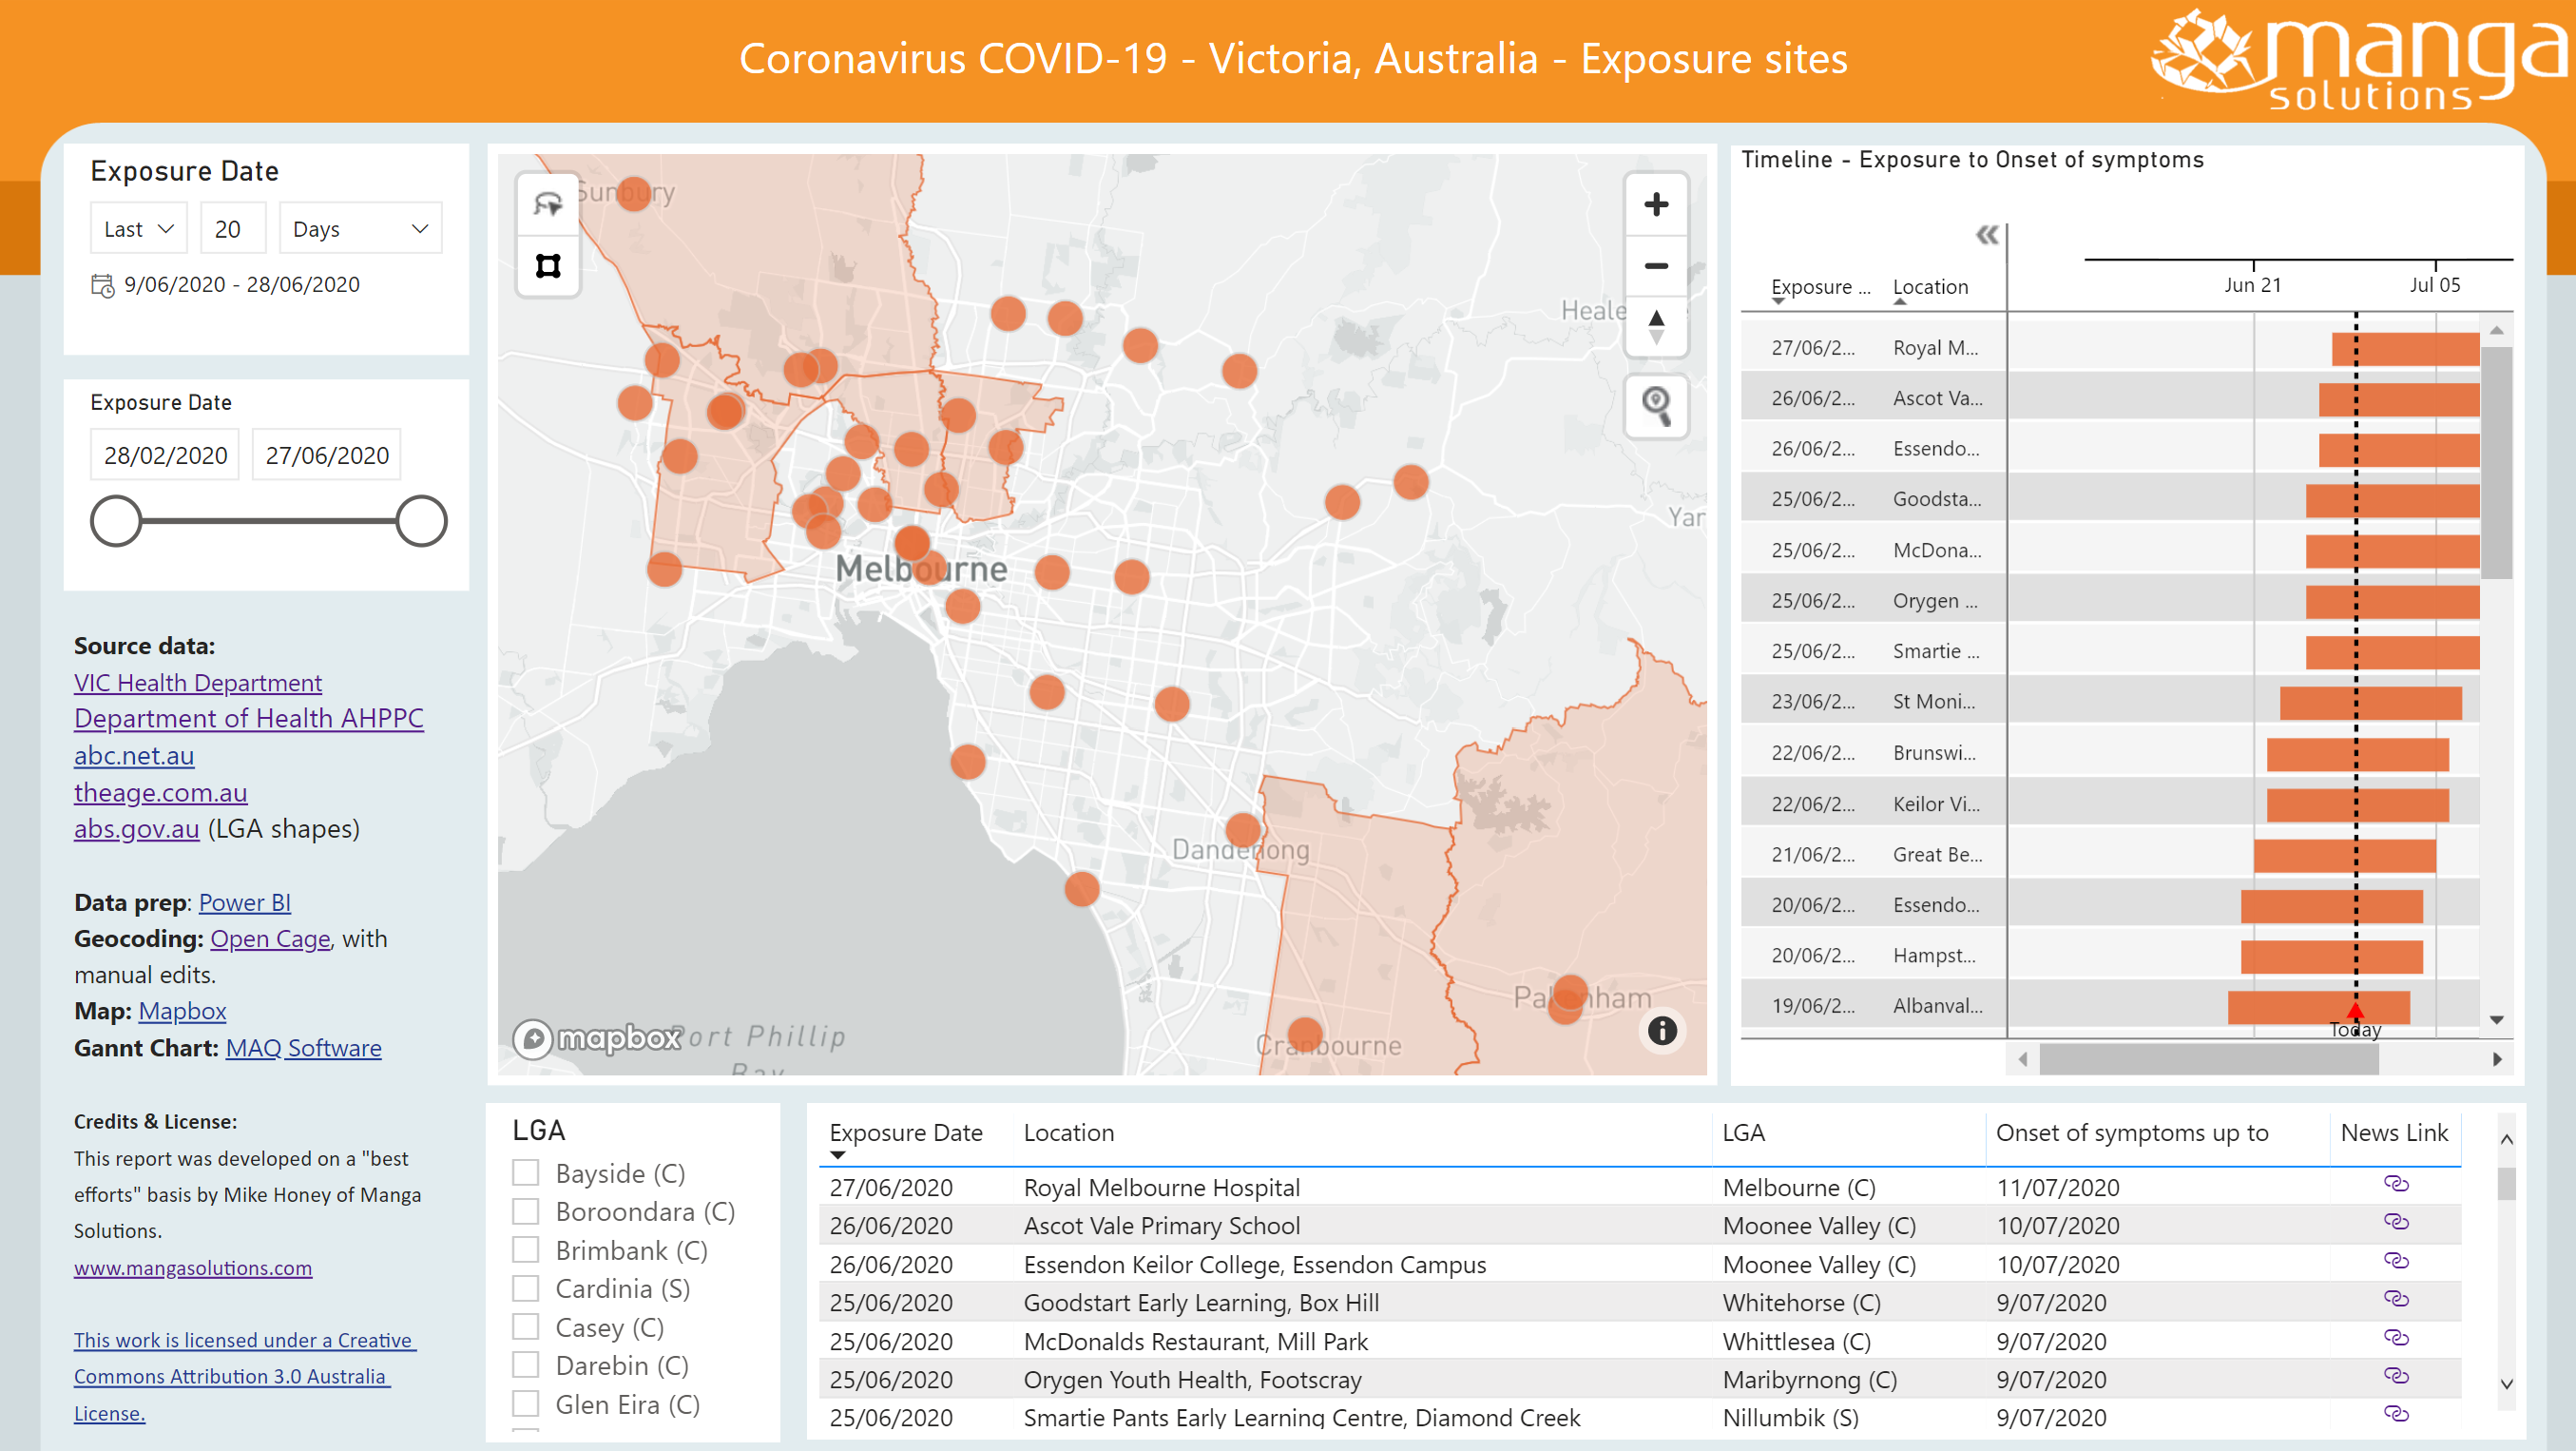 Coronavirus COVID-19 - Victoria, Australia - Exposure sites
manga
solutions
Exposure Date
Last
20
Days
9/06/2020 - 28/06/2020
Exposure Date
28/02/2020
27/06/2020
Source data:
VIC Health Department
Department of Health AHPPC
abc.net.au
theage.com.au
abs.gov.au (LGA shapes)
Data prep: Power BI
Geocoding: Open Cage, with
manual edits.
Map: Mapbox
Gannt Chart: MAQ Software
Credits & License:
This report was developed on a "best
efforts" basis by Mike Honey of Manga
Solutions.
www.mangasolutions.com
This work is licensed under a Creative
Commons Attribution 3.0 Australia
License.
Sunbury
Heale
Yar
Melbourne
Dandenong
Pakenham
Cranbourne
Port Phillip
Bay
mapbox
Timeline - Exposure to Onset of symptoms
Jun 21
Jul 05
Exposure ... Location
27/06/2... Royal M...
26/06/2... Ascot Va...
26/06/2... Essendo...
25/06/2... Goodsta...
25/06/2... McDona...
25/06/2... Orygen ...
25/06/2... Smartie ...
23/06/2... St Moni...
22/06/2... Brunswi...
22/06/2... Keilor Vi...
21/06/2... Great Be...
20/06/2... Essendo...
20/06/2... Hampst...
19/06/2... Albanval...
Today
LGA
Bayside (C)
Boroondara (C)
Brimbank (C)
Cardinia (S)
Casey (C)
Darebin (C)
Glen Eira (C)
Exposure Date Location LGA Onset of symptoms up to News Link
27/06/2020 Royal Melbourne Hospital Melbourne (C) 11/07/2020
26/06/2020 Ascot Vale Primary School Moonee Valley (C) 10/07/2020
26/06/2020 Essendon Keilor College, Essendon Campus Moonee Valley (C) 10/07/2020
25/06/2020 Goodstart Early Learning, Box Hill Whitehorse (C) 9/07/2020
25/06/2020 McDonalds Restaurant, Mill Park Whittlesea (C) 9/07/2020
25/06/2020 Orygen Youth Health, Footscray Maribyrnong (C) 9/07/2020
25/06/2020 Smartie Pants Early Learning Centre, Diamond Creek Nillumbik (S) 9/07/2020